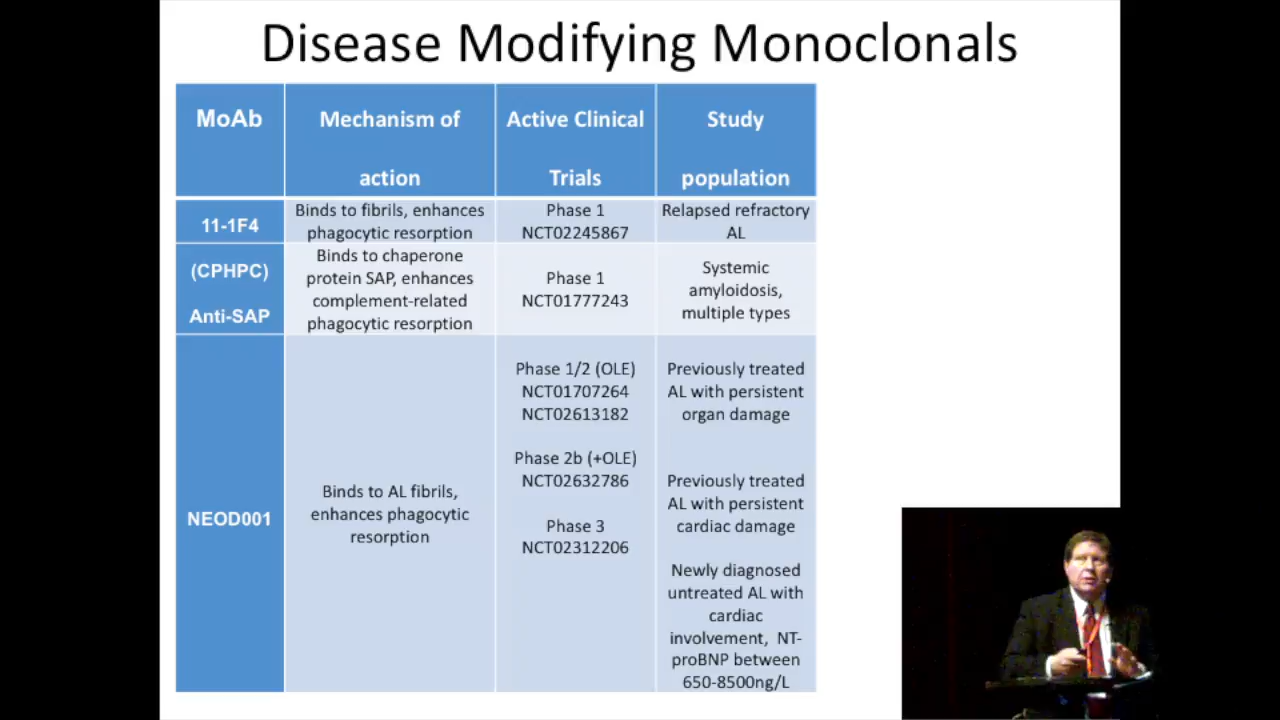 Disease Modifying Monoclonals
MoAb
Mechanism of
action
Active Clinical
Trials
Study
population
11-1F4
Binds to fibrils, enhances
phagocytic resorption
Phase 1
NCT02245867
Relapsed refractory
AL
(CPHPC)
Anti-SAP
Binds to chaperone
protein SAP, enhances
complement-related
phagocytic resorption
Phase 1
NCT01777243
Systemic
amyloidosis,
multiple types
NEOD001
Binds to AL fibrils,
enhances phagocytic
resorption
Phase 1/2 (OLE)
NCT01707264
NCT02613182
Phase 2b (+OLE)
NCT02632786
Phase 3
NCT02312206
Previously treated
AL with persistent
organ damage
Previously treated
AL with persistent
cardiac damage
Newly diagnosed
untreated AL with
cardiac
involvement, NT-
proBNP between
650-8500ng/L